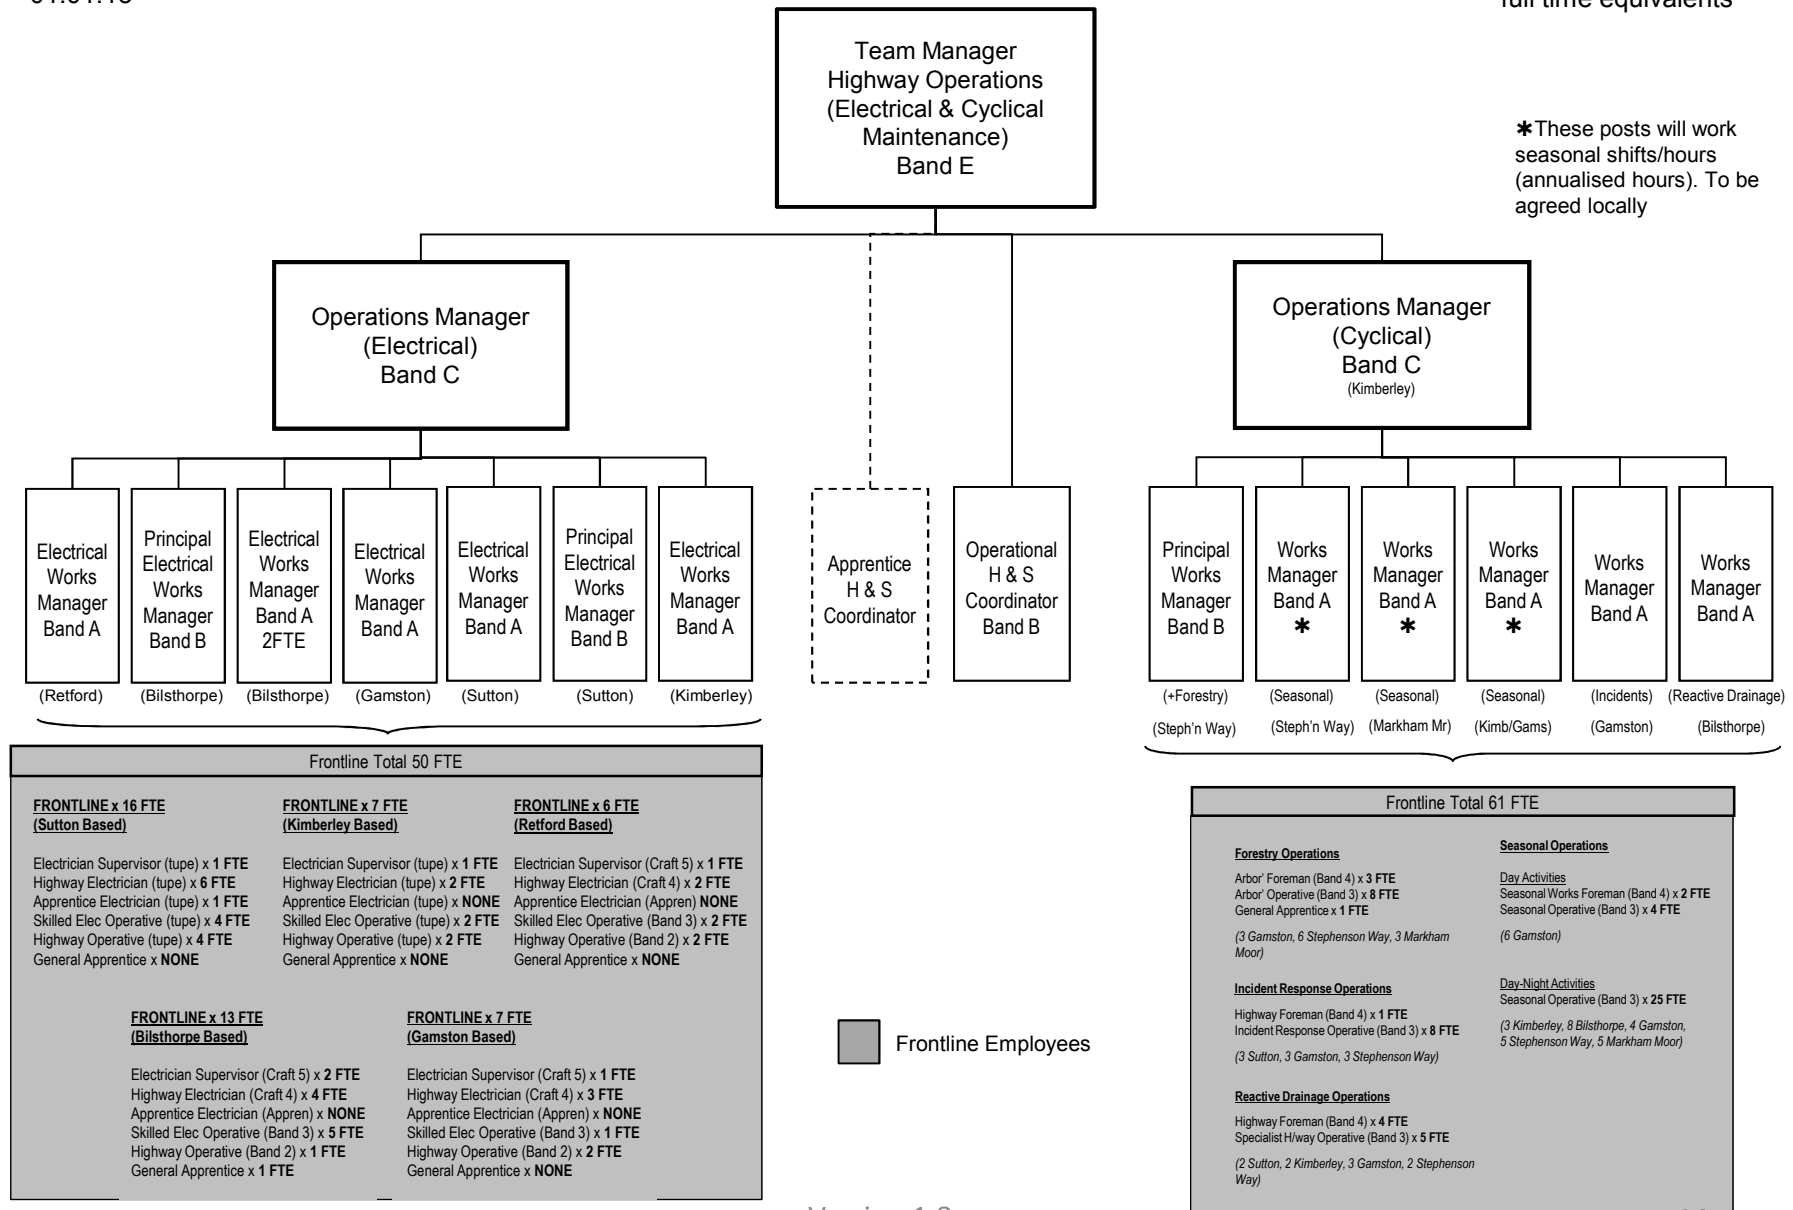 Team Manager
Highway Operations
(Electrical & Cyclical
Maintenance)
Band E
full time equivalents
✱These posts will work
seasonal shifts/hours
(annualised hours). To be
agreed locally
Operations Manager
(Electrical)
Band C
Operations Manager
(Cyclical)
Band C
(Kimberley)
Electrical
Works
Manager
Band A
(Retford)
Principal
Electrical
Works
Manager
Band B
(Bilsthorpe)
Electrical
Works
Manager
Band A
2FTE
(Bilsthorpe)
Electrical
Works
Manager
Band A
(Gamston)
Electrical
Works
Manager
Band A
(Sutton)
Principal
Electrical
Works
Manager
Band B
(Sutton)
Electrical
Works
Manager
Band A
(Kimberley)
Apprentice
H & S
Coordinator
Operational
H & S
Coordinator
Band B
Principal
Works
Manager
Band B
(+Forestry)
(Steph'n Way)
Works
Manager
Band A
✱
(Seasonal)
(Steph'n Way)
Works
Manager
Band A
✱
(Seasonal)
(Markham Mr)
Works
Manager
Band A
✱
(Seasonal)
(Kimb/Gams)
Works
Manager
Band A
(Incidents)
(Gamston)
Works
Manager
Band A
(Reactive Drainage)
(Bilsthorpe)
Frontline Total 50 FTE
FRONTLINE x 16 FTE
(Sutton Based)
Electrician Supervisor (tupe) x 1 FTE
Highway Electrician (tupe) x 6 FTE
Apprentice Electrician (tupe) x 1 FTE
Skilled Elec Operative (tupe) x 4 FTE
Highway Operative (tupe) x 4 FTE
General Apprentice x NONE
FRONTLINE x 7 FTE
(Kimberley Based)
Electrician Supervisor (tupe) x 1 FTE
Highway Electrician (tupe) x 2 FTE
Apprentice Electrician (tupe) x NONE
Skilled Elec Operative (tupe) x 2 FTE
Highway Operative (tupe) x 2 FTE
General Apprentice x NONE
FRONTLINE x 6 FTE
(Retford Based)
Electrician Supervisor (Craft 5) x 1 FTE
Highway Electrician (Craft 4) x 2 FTE
Apprentice Electrician (Appren) NONE
Skilled Elec Operative (Band 3) x 2 FTE
Highway Operative (Band 2) x 2 FTE
General Apprentice x NONE
FRONTLINE x 13 FTE
(Bilsthorpe Based)
Electrician Supervisor (Craft 5) x 2 FTE
Highway Electrician (Craft 4) x 4 FTE
Apprentice Electrician (Appren) x NONE
Skilled Elec Operative (Band 3) x 5 FTE
Highway Operative (Band 2) x 1 FTE
General Apprentice x 1 FTE
FRONTLINE x 7 FTE
(Gamston Based)
Electrician Supervisor (Craft 5) x 1 FTE
Highway Electrician (Craft 4) x 3 FTE
Apprentice Electrician (Appren) x NONE
Skilled Elec Operative (Band 3) x 1 FTE
Highway Operative (Band 2) x 2 FTE
General Apprentice x NONE
Frontline Employees
Frontline Total 61 FTE
Forestry Operations
Arbor' Foreman (Band 4) x 3 FTE
Arbor' Operative (Band 3) x 8 FTE
General Apprentice x 1 FTE
(3 Gamston, 6 Stephenson Way, 3 Markham
Moor)
Incident Response Operations
Highway Foreman (Band 4) x 1 FTE
Incident Response Operative (Band 3) x 8 FTE
(3 Sutton, 3 Gamston, 3 Stephenson Way)
Reactive Drainage Operations
Highway Foreman (Band 4) x 4 FTE
Specialist H/way Operative (Band 3) x 5 FTE
(2 Sutton, 2 Kimberley, 3 Gamston, 2 Stephenson
Way)
Seasonal Operations
Day Activities
Seasonal Works Foreman (Band 4) x 2 FTE
Seasonal Operative (Band 3) x 4 FTE
(6 Gamston)
Day-Night Activities
Seasonal Operative (Band 3) x 25 FTE
(3 Kimberley, 8 Bilsthorpe, 4 Gamston,
5 Stephenson Way, 5 Markham Moor)